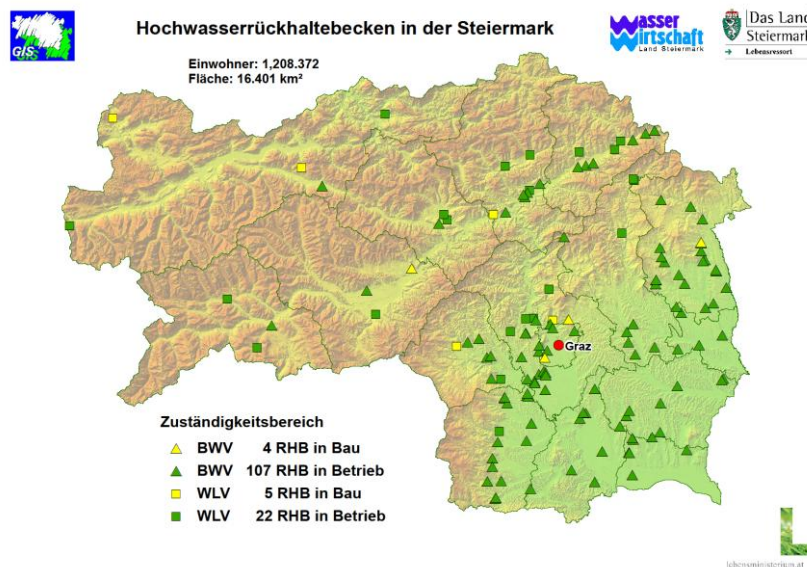 GIS
Hochwasserrückhaltebecken in der Steiermark
Wasser
Wirtschaft
Land Steiermark
Das Land
Steiermark
→ Lebensressort
Einwohner: 1,208.372
Fläche: 16.401 km²
Graz
Zuständigkeitsbereich
BWV 4 RHB in Bau
BWV 107 RHB in Betrieb
WLV 5 RHB in Bau
WLV 22 RHB in Betrieb
L
lebensministerium.at